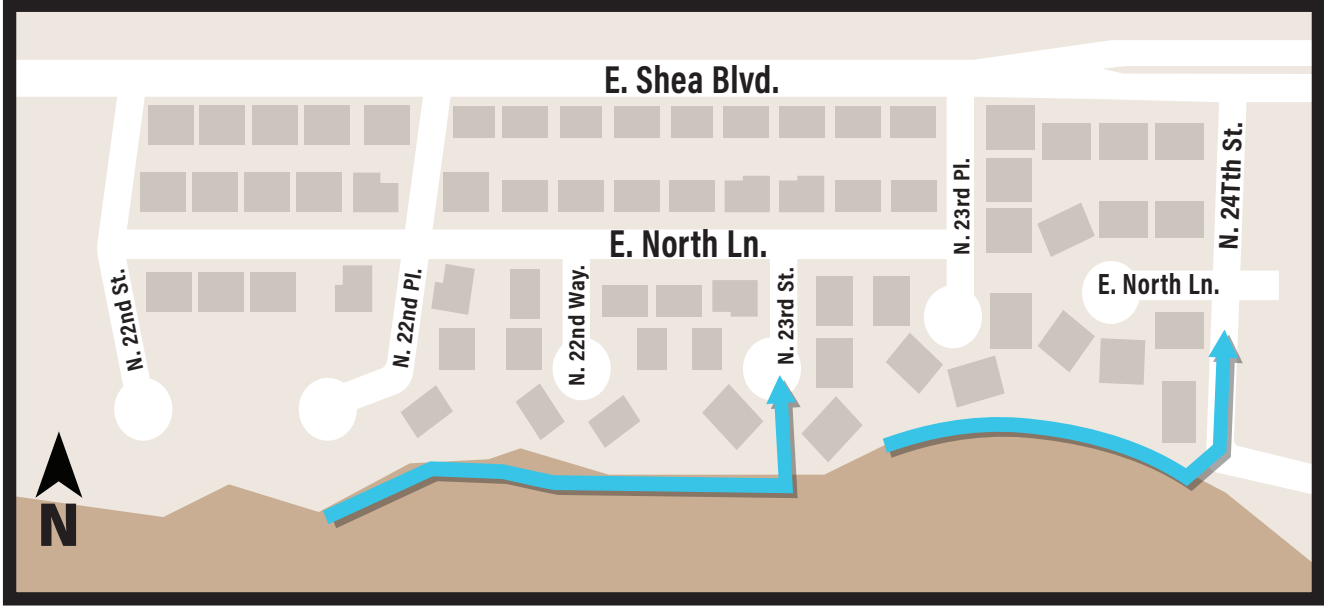 E. Shea Blvd.
N. 24Tth St.
N. 23rd Pl.
E. North Ln.
E. North Ln.
N. 22nd St.
N. 22nd Pl.
N. 22nd Way.
N. 23rd St.
N